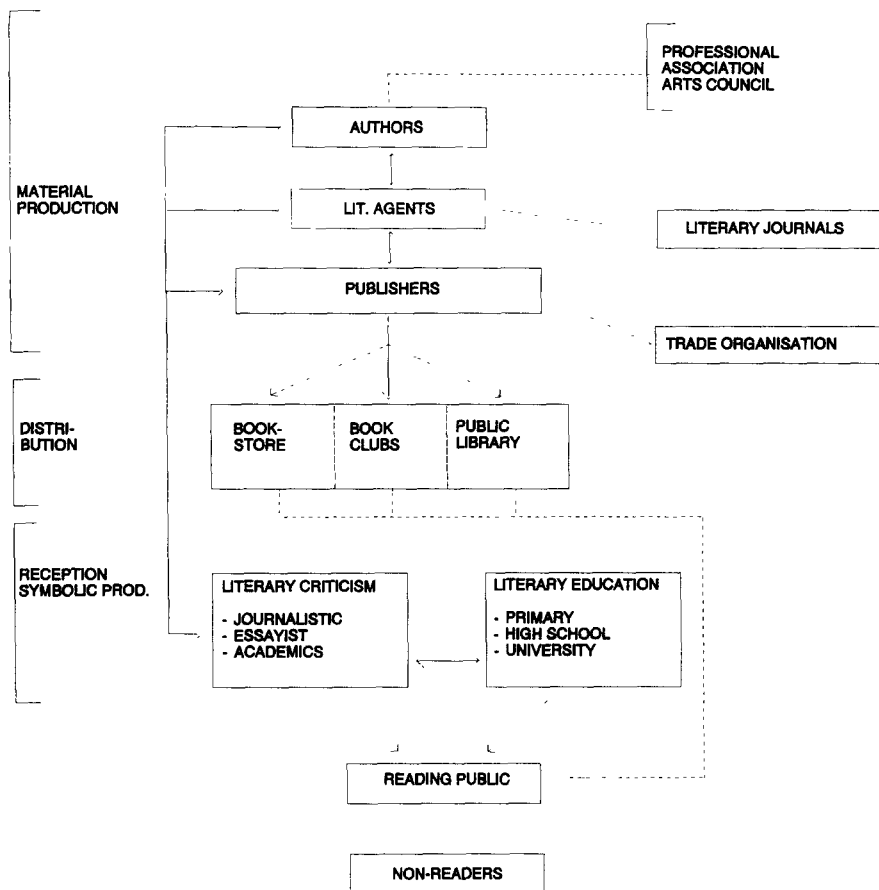 PROFESSIONAL
ASSOCIATION
ARTS COUNCIL
AUTHORS
MATERIAL
PRODUCTION
LIT. AGENTS
LITERARY JOURNALS
PUBLISHERS
TRADE ORGANISATION
DISTRI-
BUTION
BOOK-
STORE
BOOK
CLUBS
PUBLIC
LIBRARY
RECEPTION
SYMBOLIC PROD.
LITERARY CRITICISM
- JOURNALISTIC
- ESSAYIST
- ACADEMICS
LITERARY EDUCATION
- PRIMARY
- HIGH SCHOOL
- UNIVERSITY
READING PUBLIC
NON-READERS